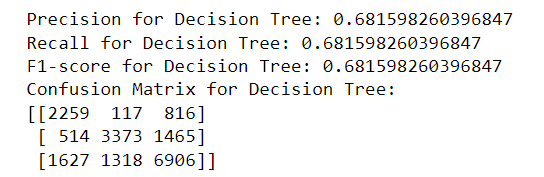 Precision for Decision Tree: 0.681598260396847
Recall for Decision Tree: 0.681598260396847
F1-score for Decision Tree: 0.681598260396847
Confusion Matrix for Decision Tree:
[[2259  117  816]
 [ 514 3373 1465]
 [1627 1318 6906]]